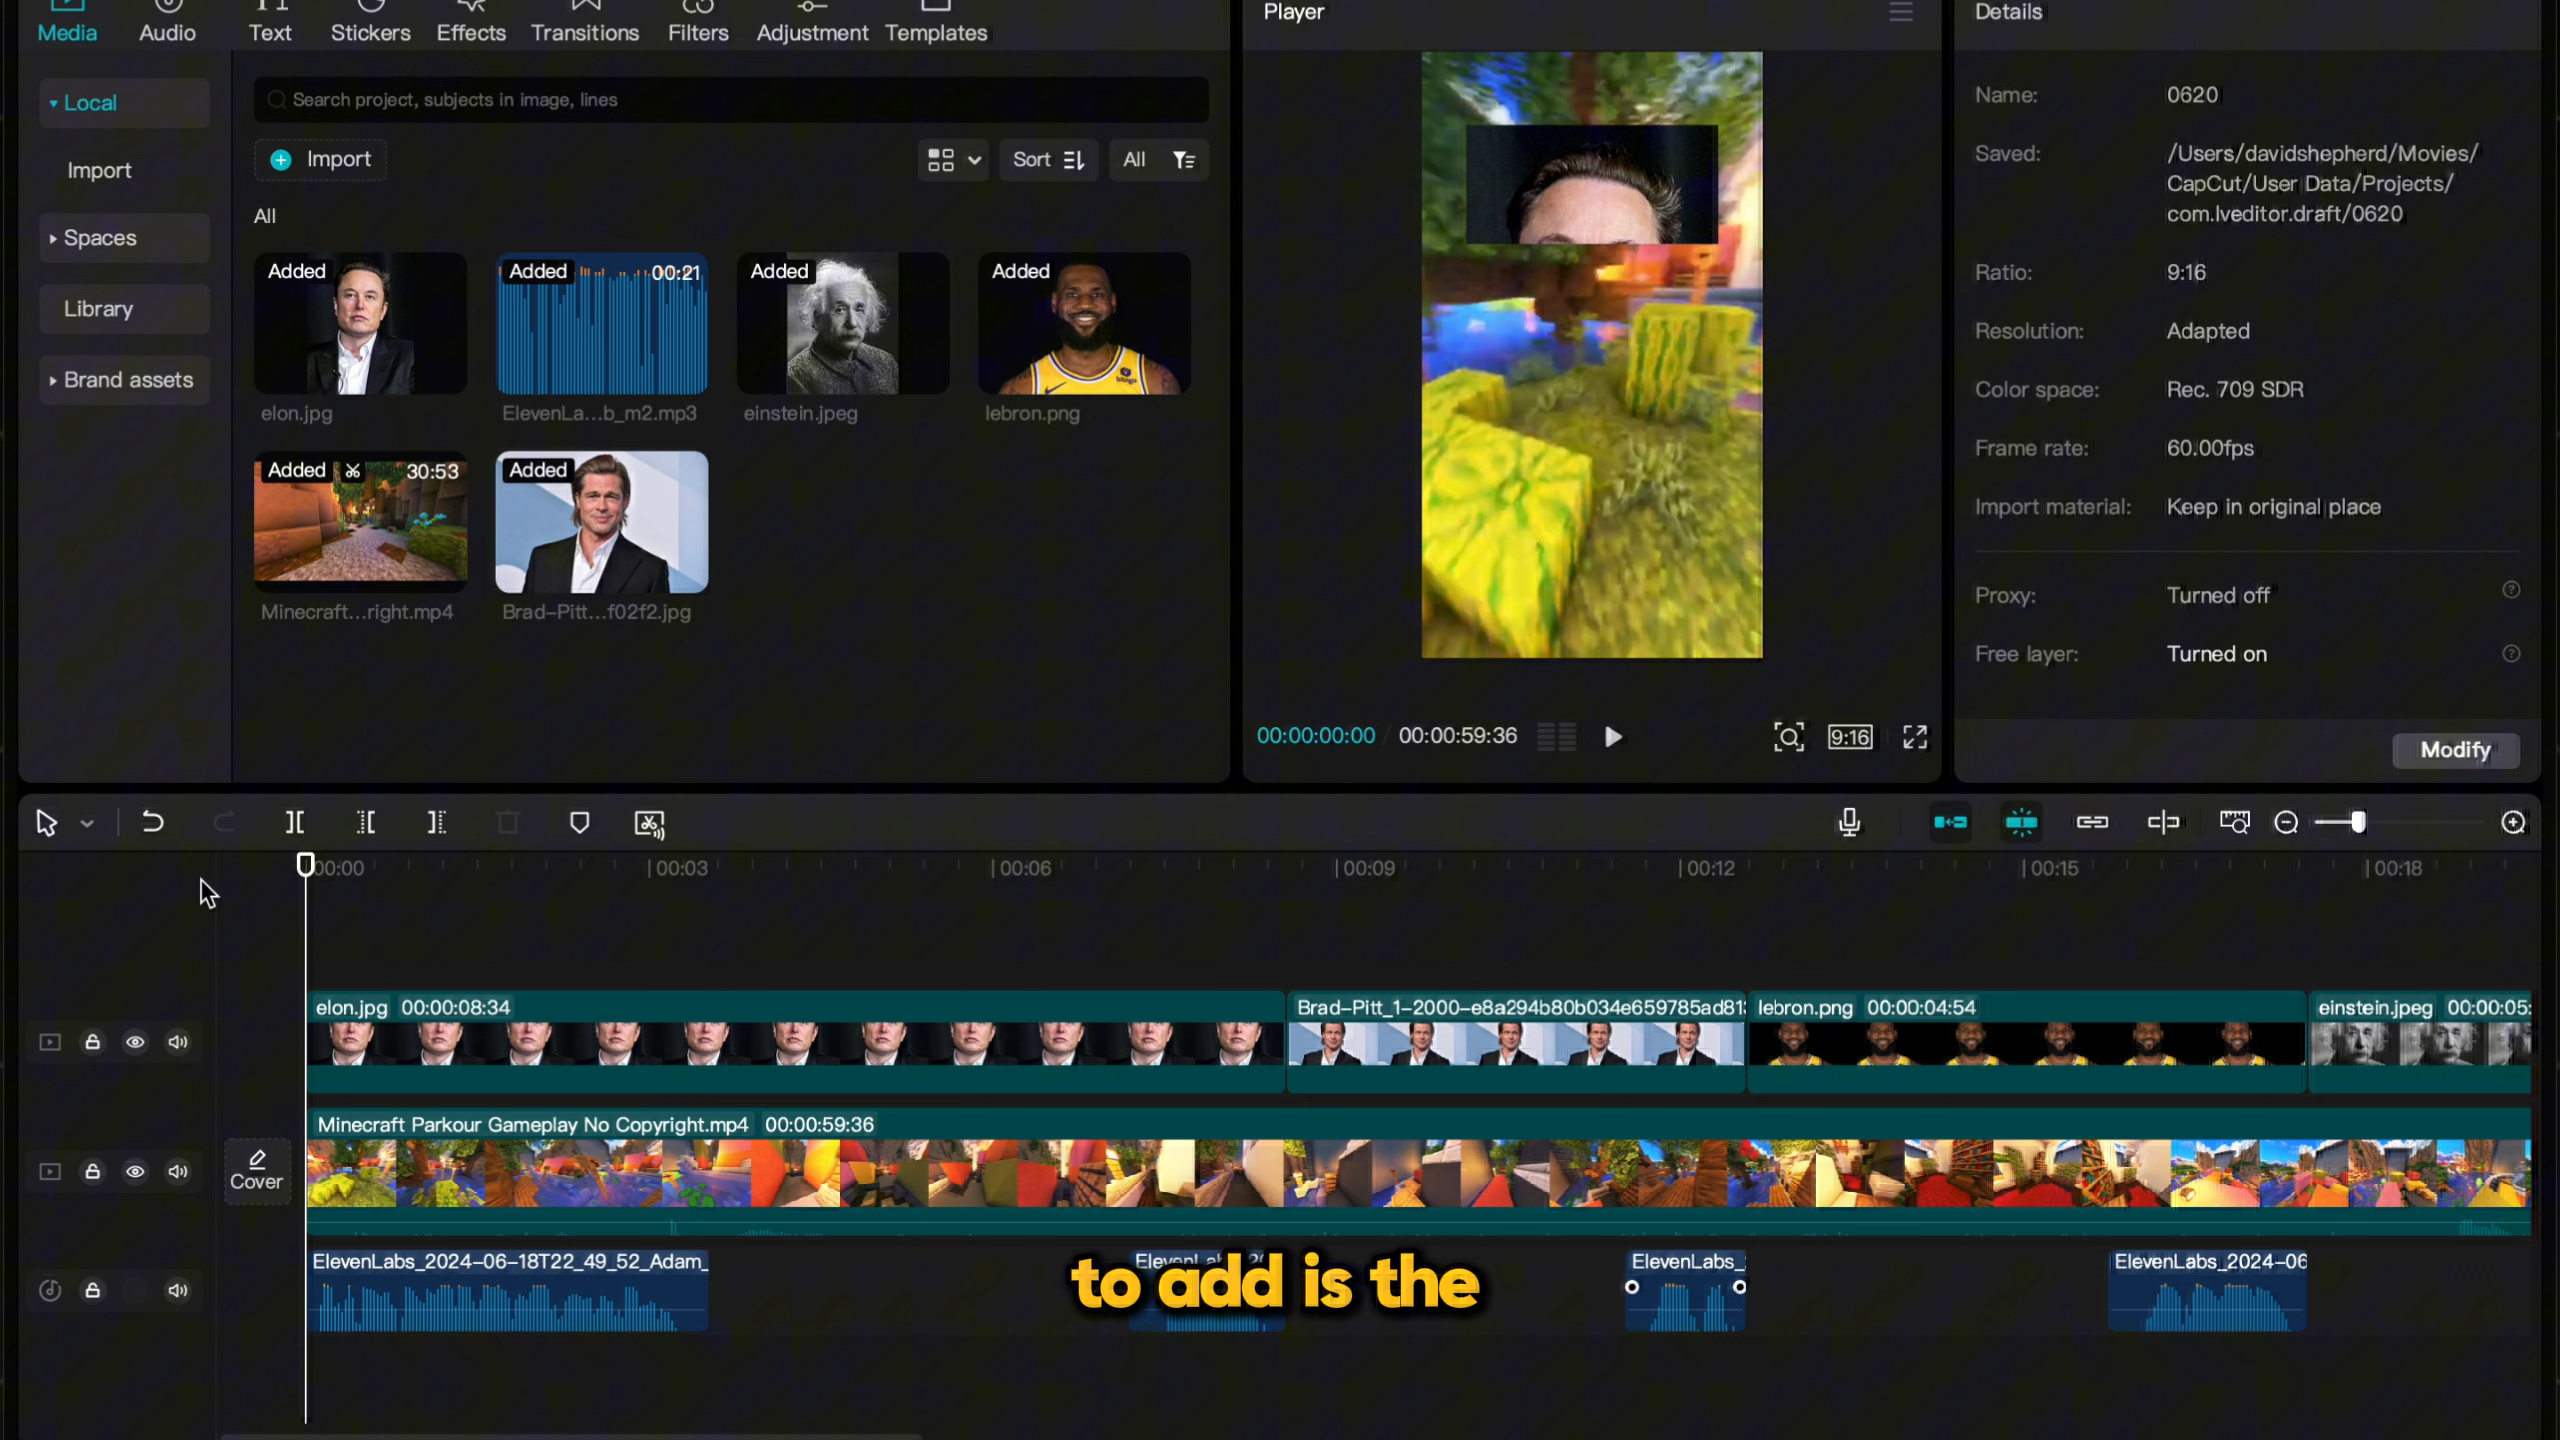 Media
Audio
Text
Stickers
Effects
Transitions
Filters
Adjustment
Templates
Player
Details
Local
Import
Spaces
Library
Brand assets
Search project, subjects in image, lines
Import
Sort
All
All
Added
Added
00:21
Added
Added
elon.jpg
ElevenLa...b_m2.mp3
einstein.jpeg
lebron.png
Added
30:53
Added
Minecraft...right.mp4
Brad-Pitt...f02f2.jpg
00:00:00:00 / 00:00:59:36
9:16
Name: 0620
Saved: /Users/davidshepherd/Movies/
CapCut/User Data/Projects/
com.lveditor.draft/0620
Ratio: 9:16
Resolution: Adapted
Color space: Rec. 709 SDR
Frame rate: 60.00fps
Import material: Keep in original place
Proxy: Turned off
Free layer: Turned on
Modify
00:00
00:03
00:06
00:09
00:12
00:15
00:18
elon.jpg 00:00:08:34
Brad-Pitt_1-2000-e8a294b80b034e659785ad81
lebron.png 00:00:04:54
einstein.jpeg 00:00:05:
Minecraft Parkour Gameplay No Copyright.mp4 00:00:59:36
Cover
ElevenLabs_2024-06-18T22_49_52_Adam_
ElevenLabs_
ElevenLabs_2024-06
to add is the